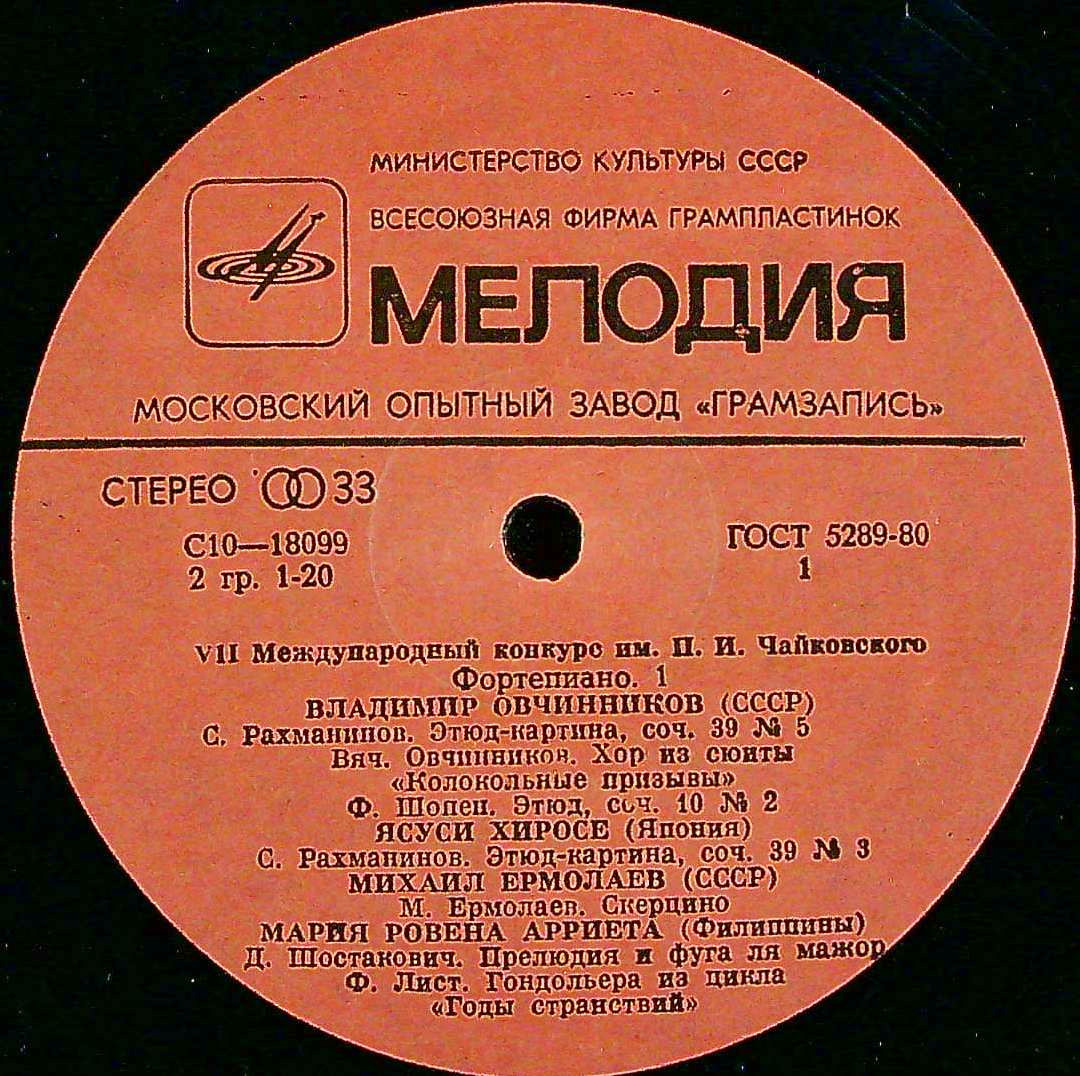 МИНИСТЕРСТВО КУЛЬТУРЫ СССР
ВСЕСОЮЗНАЯ ФИРМА ГРАМПЛАСТИНОК
МЕЛОДИЯ
МОСКОВСКИЙ ОПЫТНЫЙ ЗАВОД «ГРАМЗАПИСЬ»
СТЕРЕО 33
С10—18099
2 гр. 1-20
ГОСТ 5289-80
1
VII Международный конкурс им. П. И. Чайковского
Фортепиано. 1
ВЛАДИМИР ОВЧИННИКОВ (СССР)
С. Рахманинов. Этюд-картина, соч. 39 № 5
Вяч. Овчинников. Хор из сюиты
«Колокольные призывы»
Ф. Шопен. Этюд, соч. 10 № 2
ЯСУСИ ХИРОСЕ (Япония)
С. Рахманинов. Этюд-картина, соч. 39 № 3
МИХАИЛ ЕРМОЛАЕВ (СССР)
М. Ермолаев. Скерцино
МАРИЯ РОВЕНА АРРИЕТА (Филиппины)
Д. Шостакович. Прелюдия и фуга ля мажор
Ф. Лист. Гондольера из цикла
«Годы странствий»